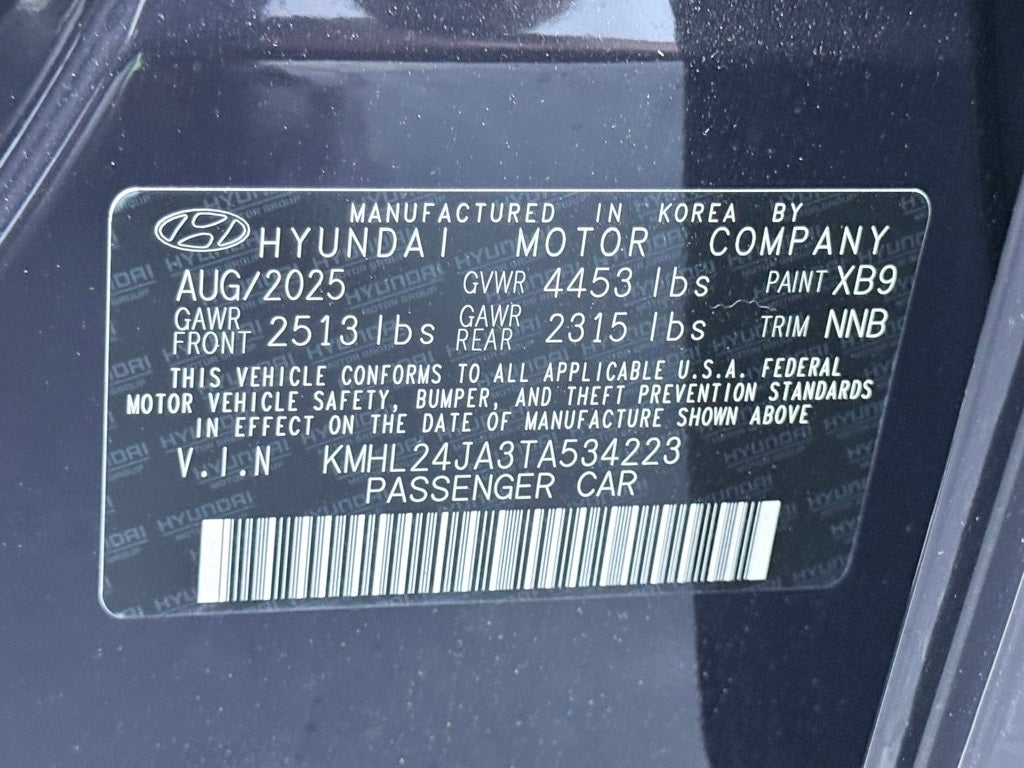 MANUFACTURED IN KOREA BY
HYUNDAI MOTOR COMPANY
AUG/2025 GVWR 4453 lbs PAINT XB9
GAWR FRONT 2513 lbs GAWR REAR 2315 lbs TRIM NNB
THIS VEHICLE CONFORMS TO ALL APPLICABLE U.S.A. FEDERAL
MOTOR VEHICLE SAFETY, BUMPER, AND THEFT PREVENTION STANDARDS
IN EFFECT ON THE DATE OF MANUFACTURE SHOWN ABOVE
V.I.N KMHL24JA3TA534223
PASSENGER CAR